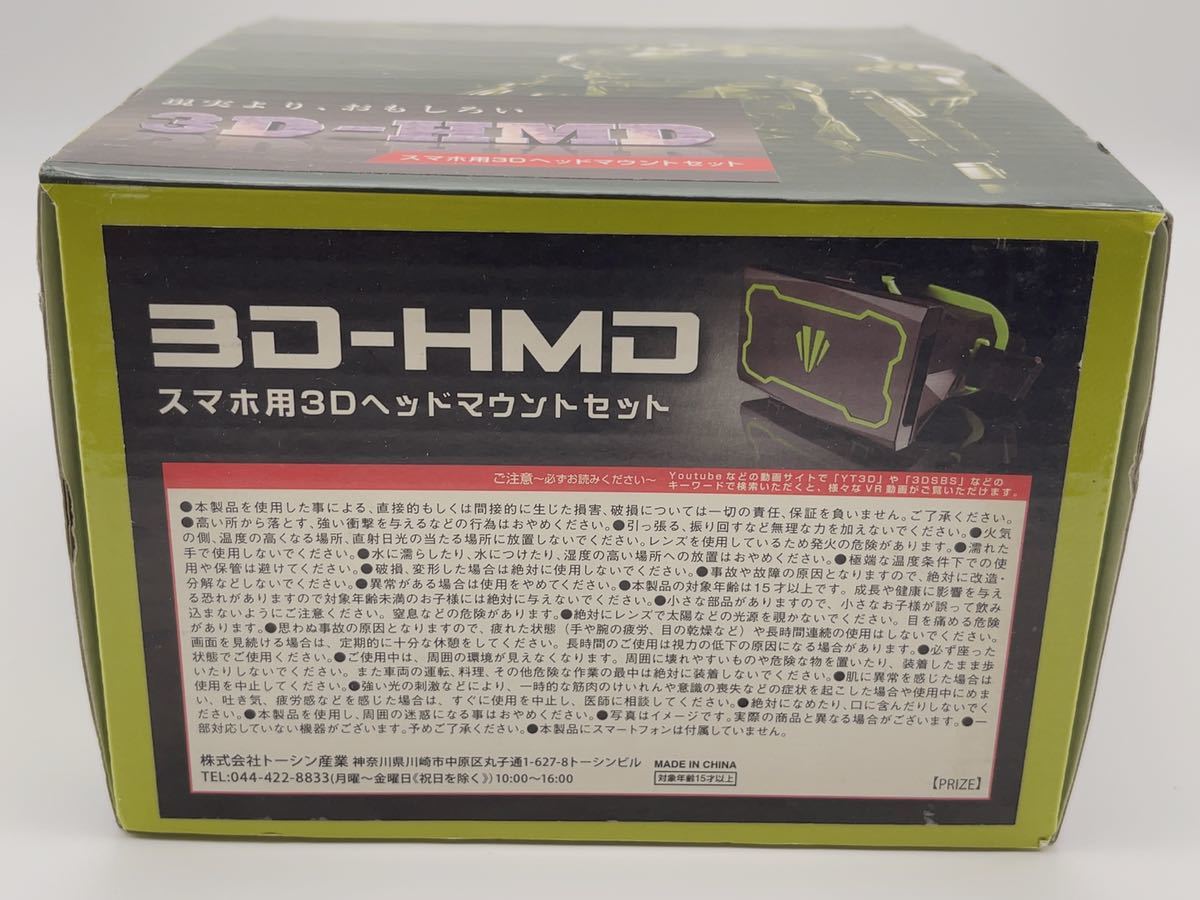 現実より、おもしろい
3D-HMD
スマホ用3Dヘッドマウントセット
3D-HMD
スマホ用3Dヘッドマウントセット
ご注意~必ずお読みください~
Youtubeなどの動画サイトで「YT3D」や「3DSBS」などの
キーワードで検索いただくと、様々なVR動画がご覧いただけます。
●本製品を使用した事による、直接的もしくは間接的に生じた損害、破損については一切の責任、保証を負いません。ご了承ください。
●高い所から落とす、強い衝撃を与えるなどの行為はおやめください。●引っ張る、振り回すなど無理な力を加えないでください。●火気
の側、温度の高くなる場所、直射日光の当たる場所に放置しないでください。レンズを使用しているため発火の危険があります。●濡れた
手で使用しないでください。●水に濡らしたり、水につけたり、湿度の高い場所への放置はおやめください。●極端な温度条件下での使
用や保管は避けてください。●破損、変形した場合は絶対に使用しないでください。●事故や故障の原因となりますので、絶対に改造・
分解などしないでください。●異常がある場合は使用をやめてください。●本製品の対象年齢は15才以上です。成長や健康に影響を与え
る恐れがありますので対象年齢未満のお子様には絶対に与えないでください。●小さな部品がありますので、小さなお子様が誤って飲み
込まないようにご注意ください。窒息などの危険があります。●絶対にレンズで太陽などの光源を覗かないでください。目を痛める危険
があります。●思わぬ事故の原因となりますので、疲れた状態(手や腕の疲労、目の乾燥など)や長時間連続の使用はしないでください。
画面を見続ける場合は、定期的に十分な休憩をしてください。長時間のご使用は視力の低下の原因になる場合があります。●必ず座った
状態でご使用ください。●ご使用中は、周囲の環境が見えなくなります。周囲に壊れやすいものや危険な物を置いたり、装着したまま歩
いたりしないでください。また車両の運転、料理、その他危険な作業の最中は絶対に装着しないでください。●肌に異常を感じた場合は
使用を中止してください。●強い光の刺激などにより、一時的な筋肉のけいれんや意識の喪失などの症状を起こした場合や使用中にめま
い、吐き気、疲労感などを感じた場合は、すぐに使用を中止し、医師に相談してください。●絶対になめたり、口に含んだりしないでく
ださい。●本製品を使用し、周囲の迷惑になる事はおやめください。●写真はイメージです。実際の商品と異なる場合がございます。●一
部対応していない機器がございます。予めご了承ください。●本製品にスマートフォンは付属していません。
株式会社トーシン産業 神奈川県川崎市中原区丸子通1-627-8トーシンビル
TEL:044-422-8833(月曜~金曜日《祝日を除く》)10:00~16:00
MADE IN CHINA
対象年齢15才以上
【PRIZE】